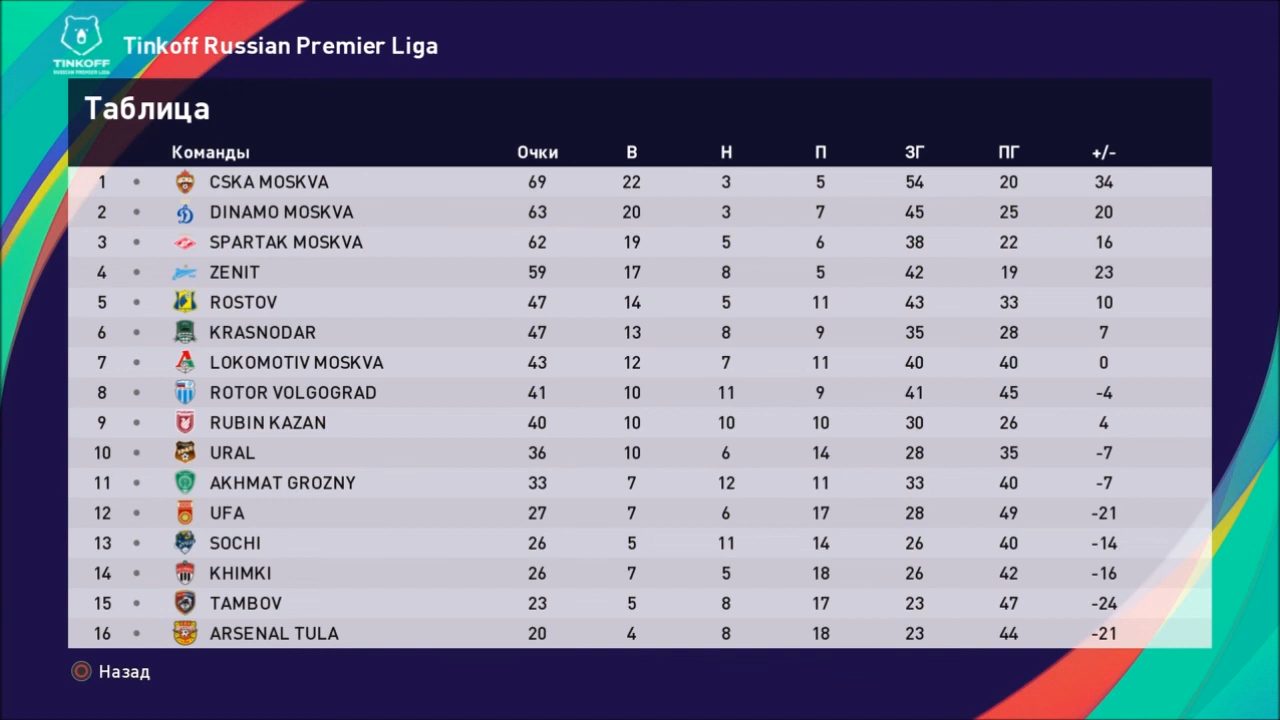 Tinkoff Russian Premier Liga
TINKOFF
RUSSIAN PREMIER LIGA
Таблица
Команды Очки В Н П ЗГ ПГ +/-
1 • CSKA MOSKVA 69 22 3 5 54 20 34
2 • DINAMO MOSKVA 63 20 3 7 45 25 20
3 • SPARTAK MOSKVA 62 19 5 6 38 22 16
4 • ZENIT 59 17 8 5 42 19 23
5 • ROSTOV 47 14 5 11 43 33 10
6 • KRASNODAR 47 13 8 9 35 28 7
7 • LOKOMOTIV MOSKVA 43 12 7 11 40 40 0
8 • ROTOR VOLGOGRAD 41 10 11 9 41 45 -4
9 • RUBIN KAZAN 40 10 10 10 30 26 4
10 • URAL 36 10 6 14 28 35 -7
11 • AKHMAT GROZNY 33 7 12 11 33 40 -7
12 • UFA 27 7 6 17 28 49 -21
13 • SOCHI 26 5 11 14 26 40 -14
14 • KHIMKI 26 7 5 18 26 42 -16
15 • TAMBOV 23 5 8 17 23 47 -24
16 • ARSENAL TULA 20 4 8 18 23 44 -21
Назад